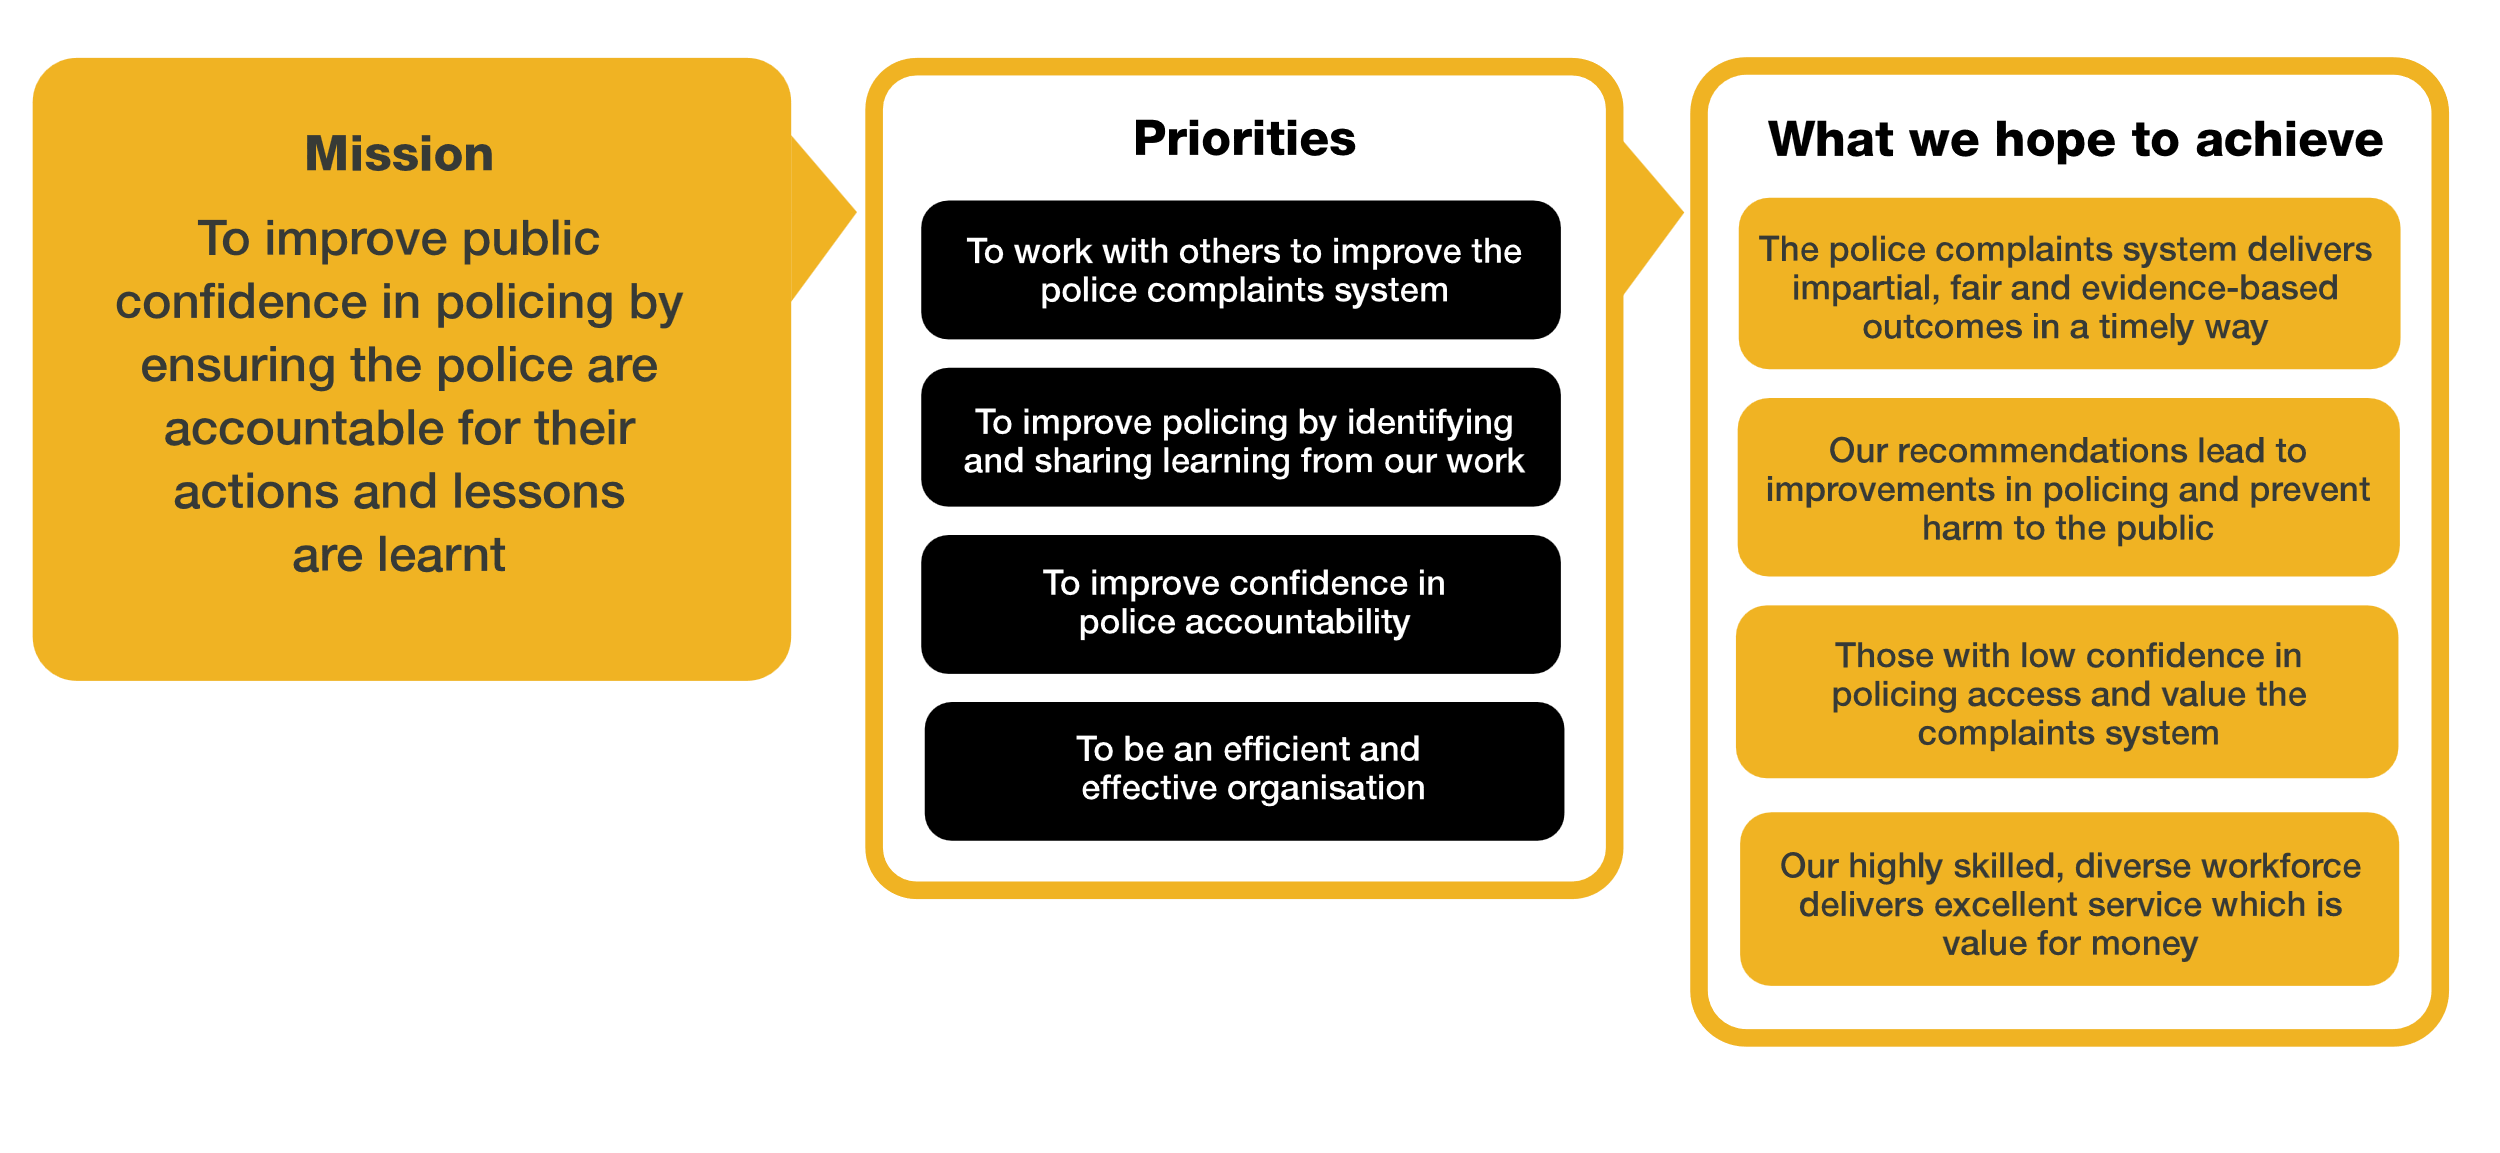 Mission
To improve public
confidence in policing by
ensuring the police are
accountable for their
actions and lessons
are learnt
Priorities
To work with others to improve the
police complaints system
To improve policing by identifying
and sharing learning from our work
To improve confidence in
police accountability
To be an efficient and
effective organisation
What we hope to achieve
The police complaints system delivers
impartial, fair and evidence-based
outcomes in a timely way
Our recommendations lead to
improvements in policing and prevent
harm to the public
Those with low confidence in
policing access and value the
complaints system
Our highly skilled, diverse workforce
delivers excellent service which is
value for money